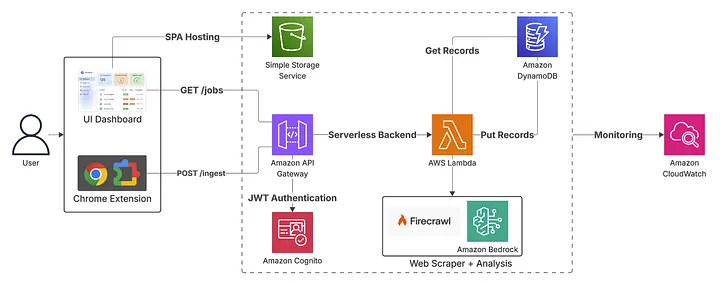 SPA Hosting
Simple Storage
Service
Get Records
Amazon
DynamoDB
GET /jobs
UI Dashboard
User
Amazon API
Gateway
Serverless Backend
AWS Lambda
Put Records
Monitoring
Amazon
CloudWatch
POST /ingest
Chrome Extension
JWT Authentication
Amazon Cognito
Firecrawl
Amazon Bedrock
Web Scraper + Analysis